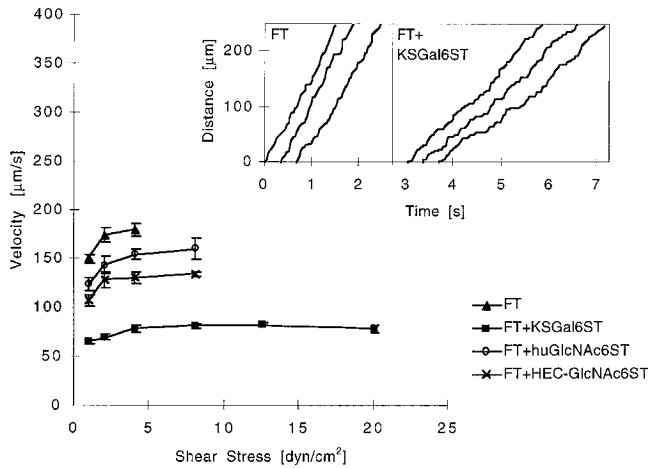 400
350
300
250
200
150
100
50
0
Velocity [µm/s]
0
5
10
15
20
25
Shear Stress [dyn/cm²]
Distance [µm]
200
100
0
FT
FT+
KSGal6ST
0
1
2
3
4
5
6
7
Time [s]
FT
FT+KSGal6ST
FT+huGlcNAc6ST
FT+HEC-GlcNAc6ST